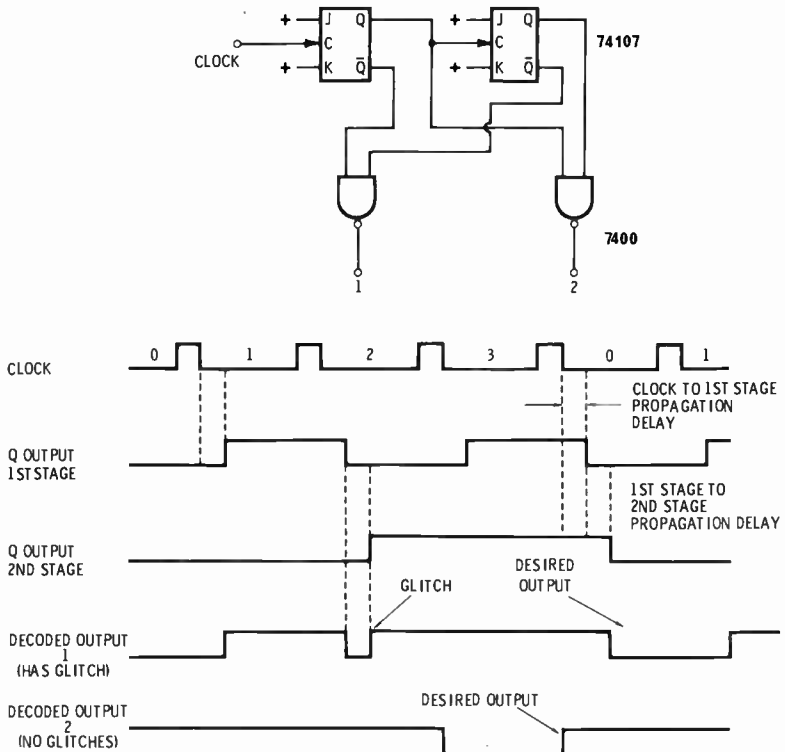 + J Q + J Q
C C 74107
CLOCK
+ K Q̅ + K Q̅
7400
1 2
0 1 2 3 0 1
CLOCK
CLOCK TO 1ST STAGE
PROPAGATION
DELAY
Q OUTPUT
1ST STAGE
1ST STAGE TO
2ND STAGE
PROPAGATION DELAY
Q OUTPUT
2ND STAGE
GLITCH
DESIRED
OUTPUT
DECODED OUTPUT
1
(HAS GLITCH)
DESIRED OUTPUT
DECODED OUTPUT
2
(NO GLITCHES)